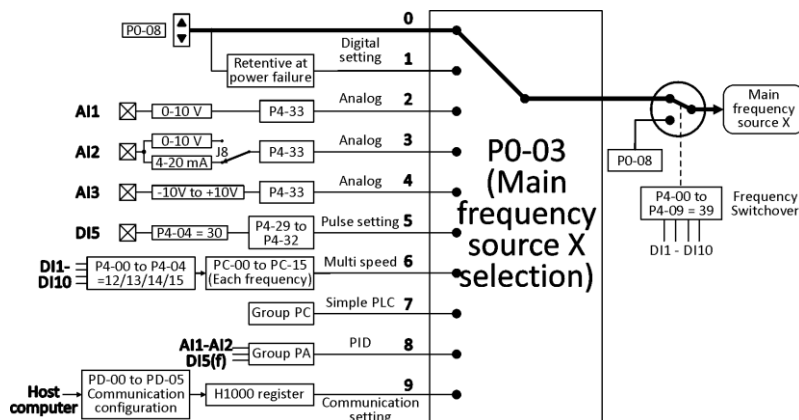 0
P0-08
Digital
setting
1
Retentive at
power failure
AI1
0-10 V
P4-33
Analog
2
AI2
0-10 V
4-20 mA
J8
P4-33
Analog
3
AI3
-10V to +10V
P4-33
Analog
4
DI5
P4-04 = 30
P4-29 to
P4-32
Pulse setting
5
DI1-
DI10
P4-00 to P4-04
=12/13/14/15
PC-00 to PC-15
(Each frequency)
Multi speed
6
Group PC
Simple PLC
7
AI1-AI2
DI5(f)
Group PA
PID
8
Host
computer
PD-00 to PD-05
Communication
configuration
H1000 register
9
Communication
setting
P0-03
(Main
frequency
source X
selection)
Main
frequency
source X
P0-08
P4-00 to
P4-09 = 39
Frequency
Switchover
DI1 - DI10